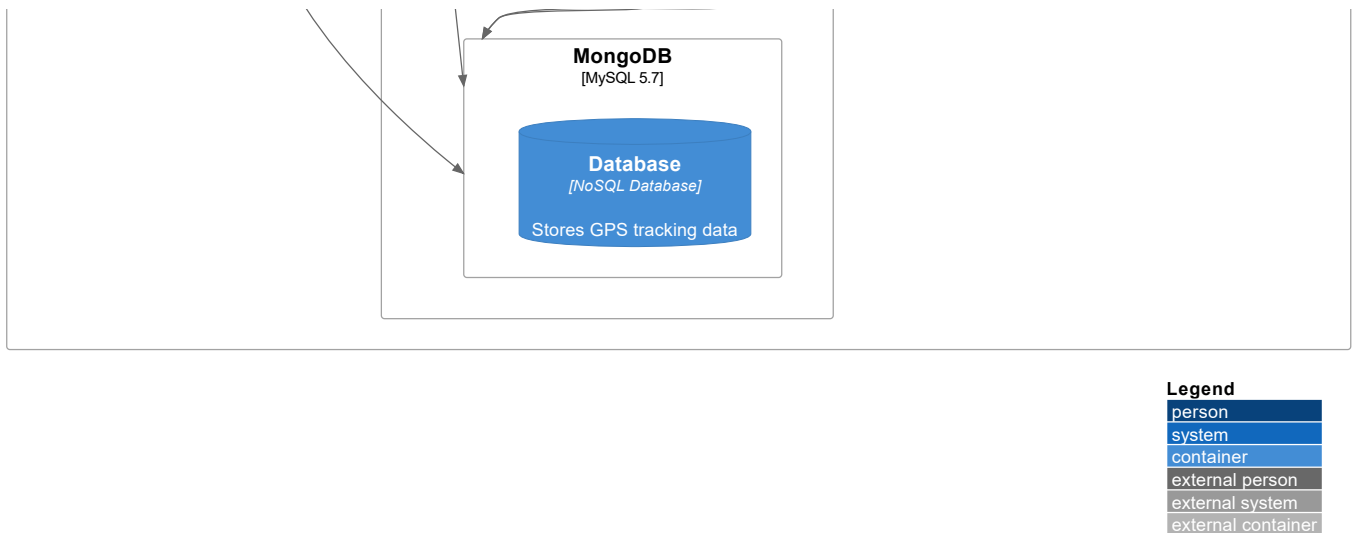 MongoDB
[MySQL 5.7]
Database
[NoSQL Database]
Stores GPS tracking data
Legend
person
system
container
external person
external system
external container